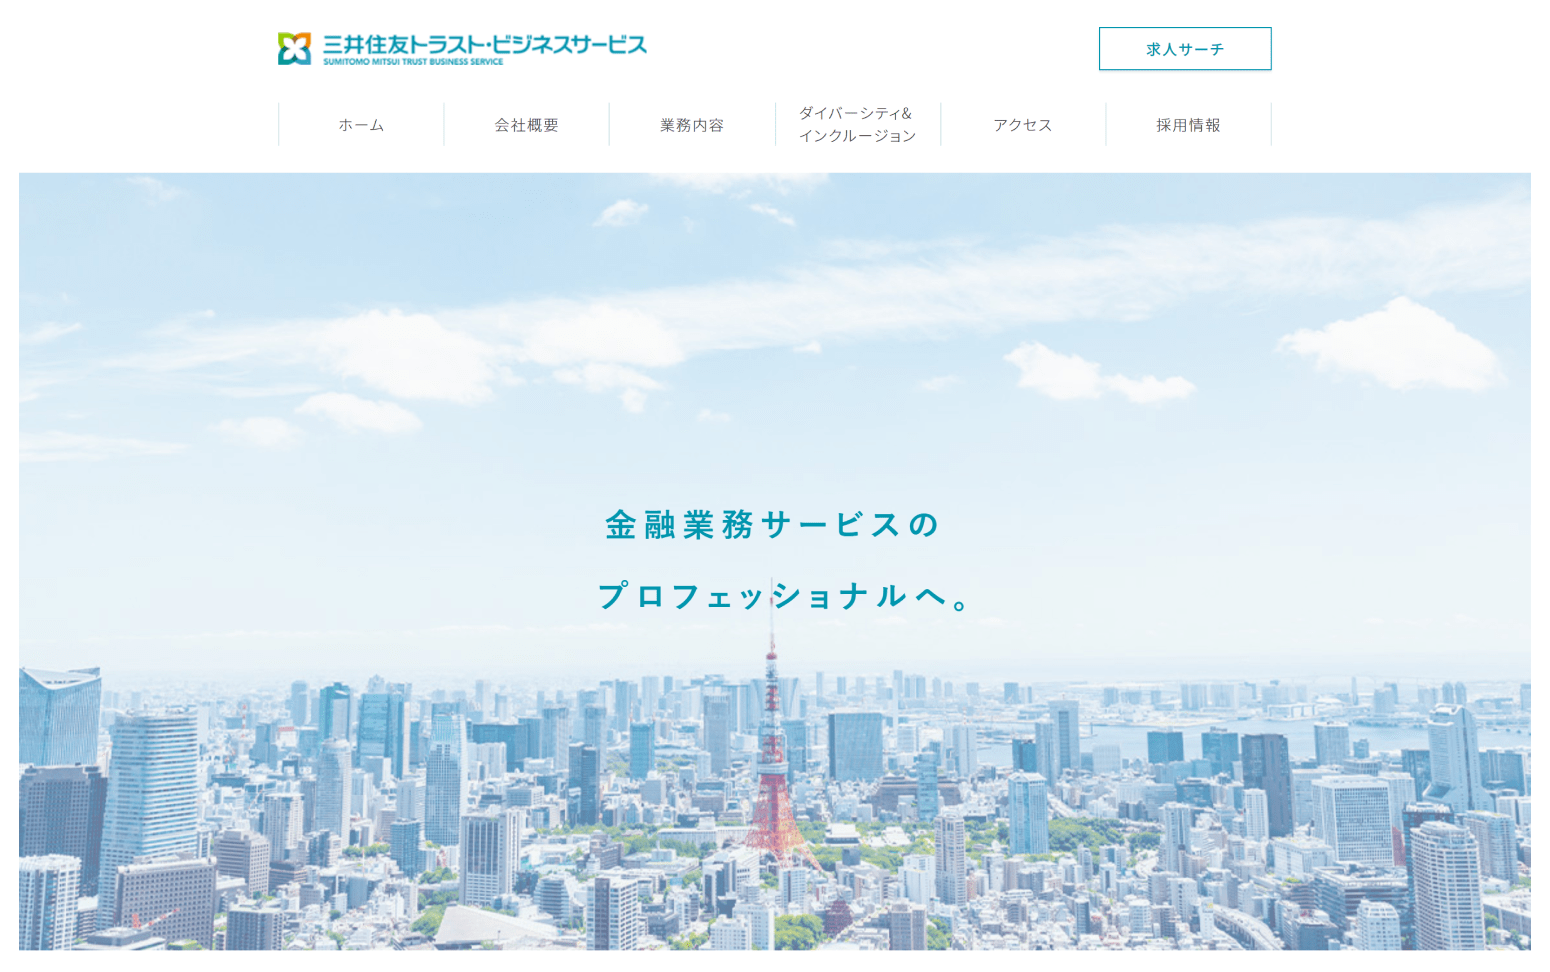 三井住友トラスト・ビジネスサービス
SUMITOMO MITSUI TRUST BUSINESS SERVICE
求人サーチ
ホーム
会社概要
業務内容
ダイバーシティ&
インクルージョン
アクセス
採用情報
金融業務サービスの
プロフェッショナルへ。